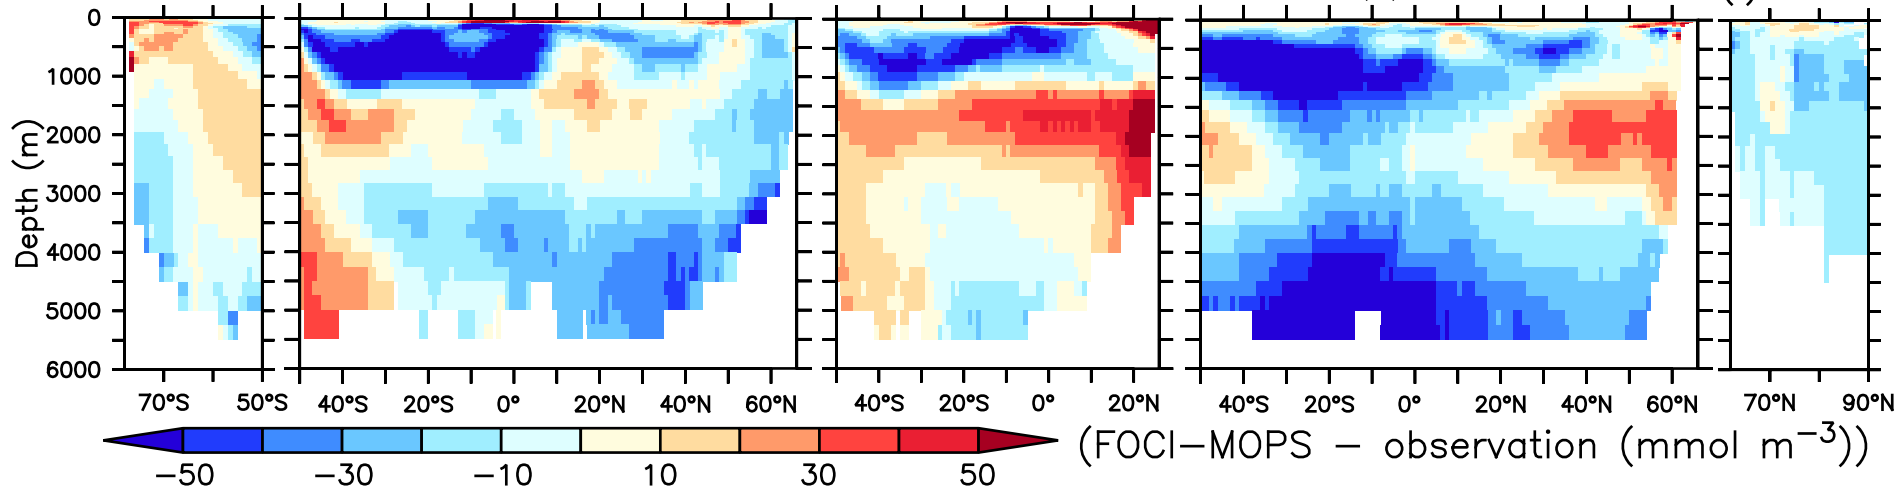 0
1000
2000
3000
4000
5000
6000
Depth (m)
70°S 50°S 40°S 20°S 0° 20°N 40°N 60°N 40°S 20°S 0° 20°N 40°S 20°S 0° 20°N 40°N 60°N 70°N 90°N
−50 −30 −10 10 30 50
(FOCI−MOPS − observation (mmol m⁻³))